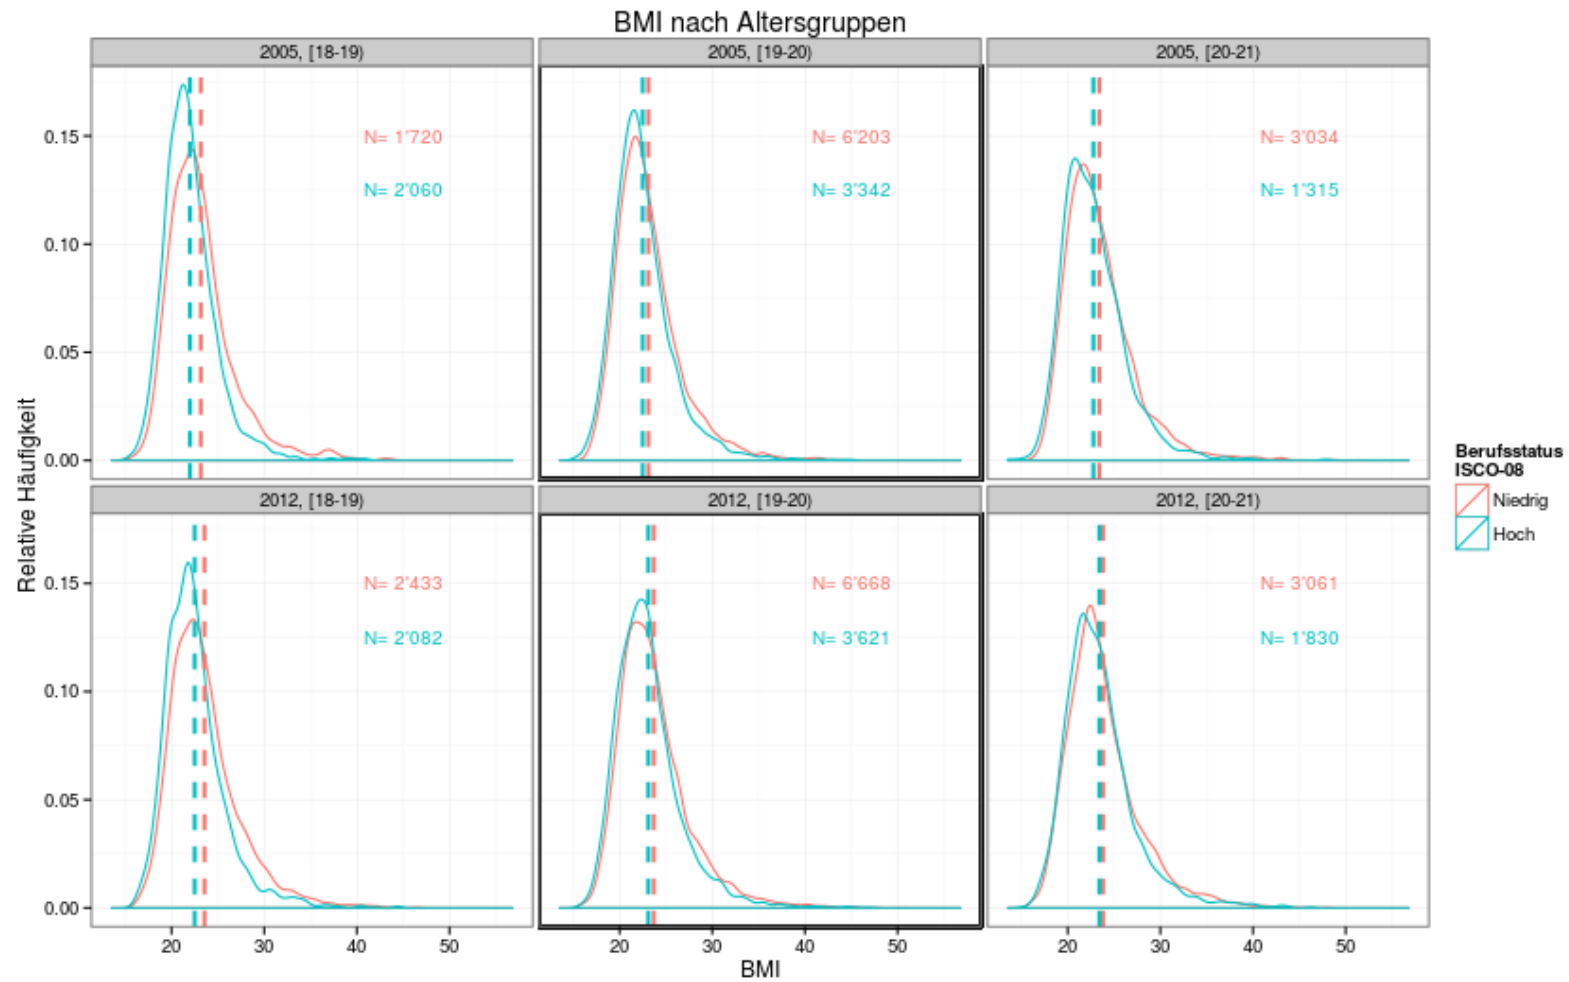 BMI nach Altersgruppen
2005, [18-19)
2005, [19-20)
2005, [20-21)
N= 1'720
N= 2'060
N= 6'203
N= 3'342
N= 3'034
N= 1'315
0.15
0.10
0.05
0.00
2012, [18-19)
2012, [19-20)
2012, [20-21)
N= 2'433
N= 2'082
N= 6'668
N= 3'621
N= 3'061
N= 1'830
0.15
0.10
0.05
0.00
20 30 40 50
20 30 40 50
20 30 40 50
BMI
Relative Häufigkeit
Berufsstatus
ISCO-08
Niedrig
Hoch